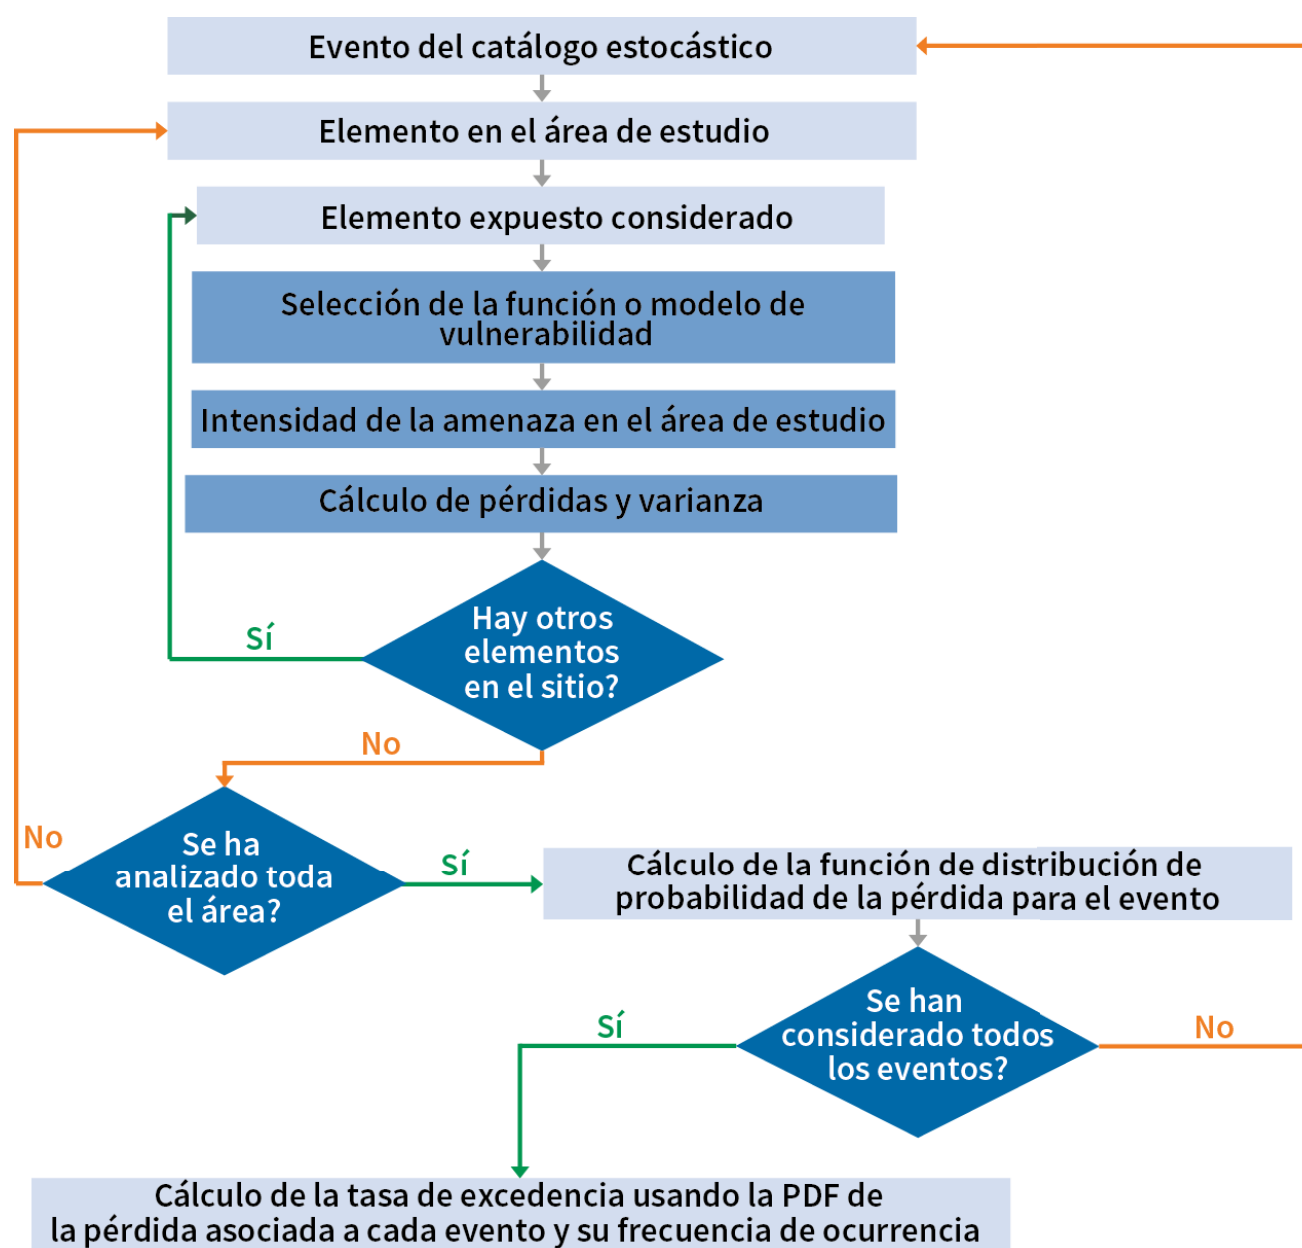 Evento del catálogo estocástico
Elemento en el área de estudio
Elemento expuesto considerado
Selección de la función o modelo de
vulnerabilidad
Intensidad de la amenaza en el área de estudio
Cálculo de pérdidas y varianza
Hay otros
elementos
en el sitio?
Sí
No
Se ha
analizado toda
el área?
No
Sí
Cálculo de la función de distribución de
probabilidad de la pérdida para el evento
Se han
considerado todos
los eventos?
Sí
No
Cálculo de la tasa de excedencia usando la PDF de
la pérdida asociada a cada evento y su frecuencia de ocurrencia